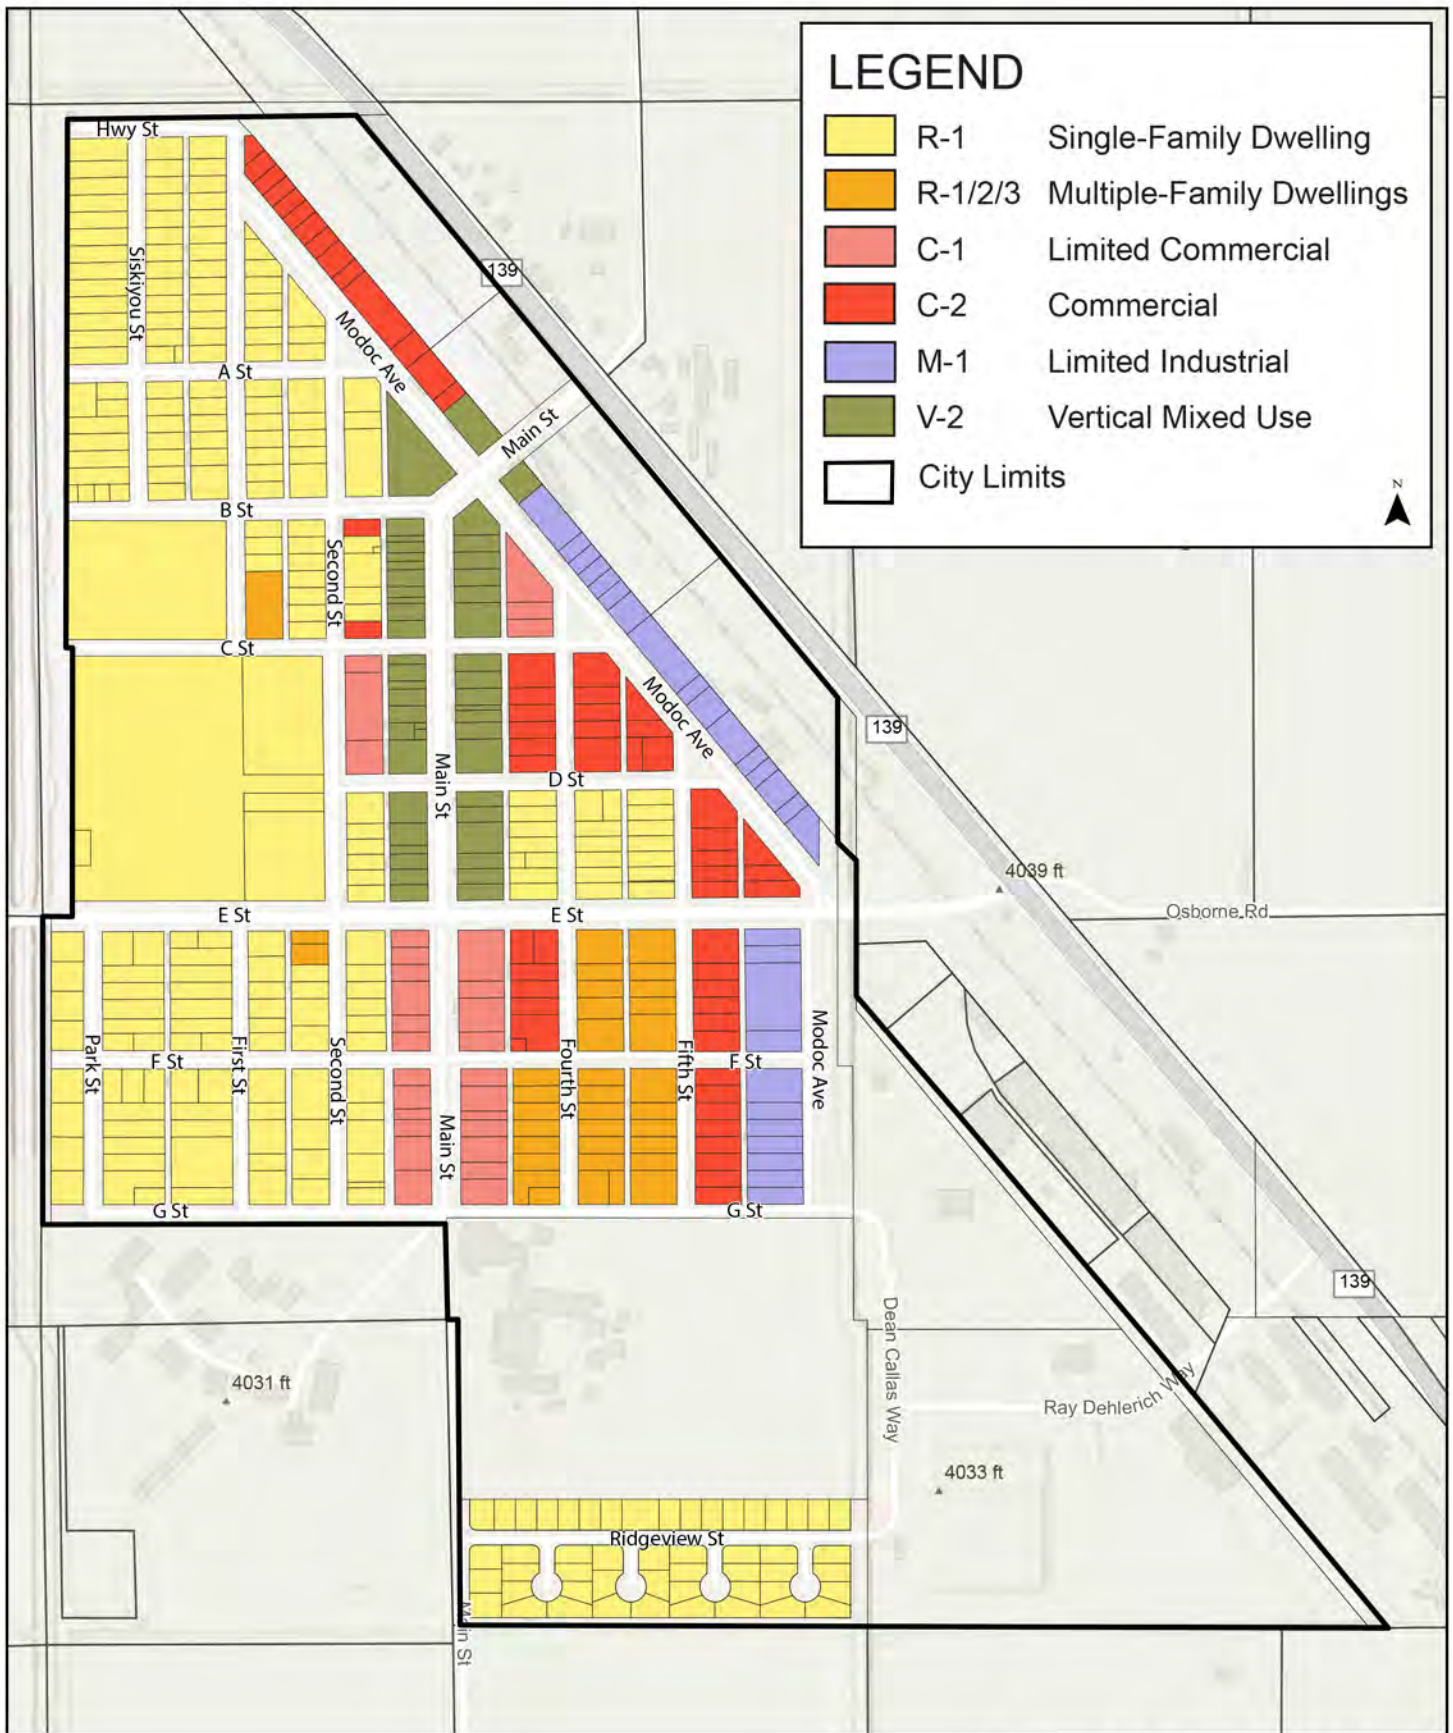 LEGEND
R-1 Single-Family Dwelling
R-1/2/3 Multiple-Family Dwellings
C-1 Limited Commercial
C-2 Commercial
M-1 Limited Industrial
V-2 Vertical Mixed Use
City Limits
N
Hwy St
Siskiyou St
139
Modoc Ave
A St
Main St
B St
Second St
C St
Modoc Ave
139
Main St
D St
4039 ft
E St
E St
Osborne Rd
Park St
F St
First St
Second St
Main St
Fourth St
Fifth St
F St
Modoc Ave
G St
G St
139
Dean Callas Way
4031 ft
Ray Dehlerich Way
4033 ft
Ridgeview St
Main St